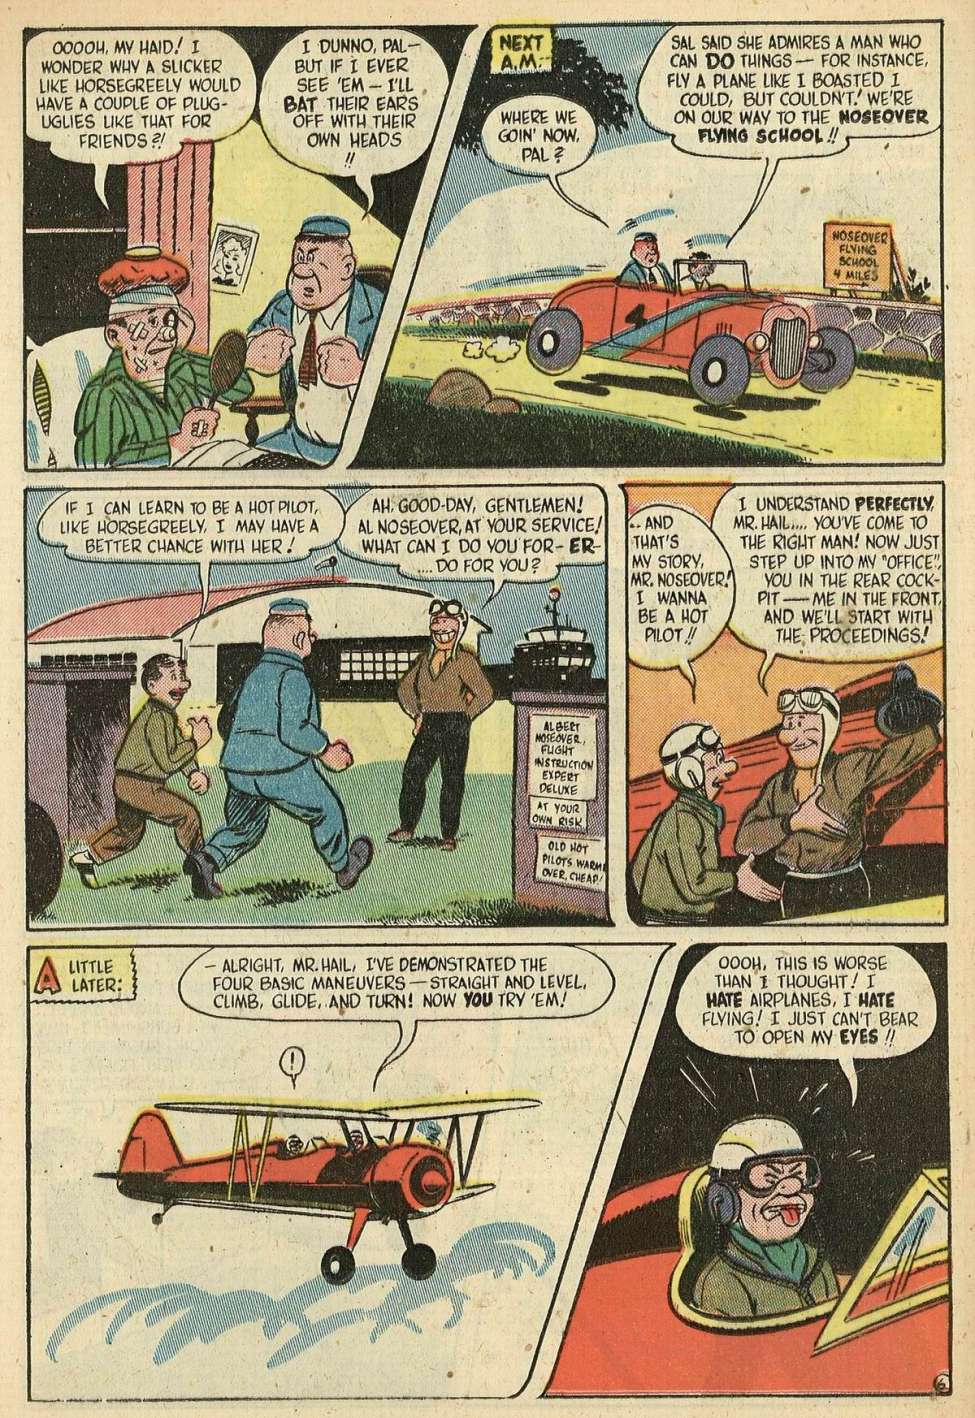 OOOOH, MY HAID! I
WONDER WHY A SLICKER
LIKE HORSEGREELY WOULD
HAVE A COUPLE OF PLUG-
UGLIES LIKE THAT FOR
FRIENDS?!
I DUNNO, PAL—
BUT IF I EVER
SEE 'EM — I'LL
BAT THEIR EARS
OFF WITH THEIR
OWN HEADS
!!
NEXT
A.M:-
WHERE WE
GOIN' NOW,
PAL?
SAL SAID SHE ADMIRES A MAN WHO
CAN DO THINGS — FOR INSTANCE,
FLY A PLANE LIKE I BOASTED I
COULD, BUT COULDN'T! WE'RE
ON OUR WAY TO THE NOSEOVER
FLYING SCHOOL!!
NOSEOVER
FLYING
SCHOOL
4 MILES
4
IF I CAN LEARN TO BE A HOT PILOT,
LIKE HORSEGREELY, I MAY HAVE A
BETTER CHANCE WITH HER!
AH, GOOD-DAY, GENTLEMEN!
AL NOSEOVER, AT YOUR SERVICE!
WHAT CAN I DO YOU FOR- ER-
....DO FOR YOU?
ALBERT
NOSEOVER,
FLIGHT
INSTRUCTION
EXPERT
DELUXE
AT YOUR
OWN RISK
OLD HOT
PILOTS WARMED
OVER, CHEAP!
.. AND
THAT'S
MY STORY,
MR. NOSEOVER!
I WANNA
BE A HOT
PILOT!!
I UNDERSTAND PERFECTLY,
MR. HAIL.... YOU'VE COME TO
THE RIGHT MAN! NOW JUST
STEP UP INTO MY "OFFICE",
YOU IN THE REAR COCK-
PIT — ME IN THE FRONT,
AND WE'LL START WITH
THE PROCEEDINGS!
A LITTLE
LATER:
- ALRIGHT, MR. HAIL, I'VE DEMONSTRATED THE
FOUR BASIC MANEUVERS — STRAIGHT AND LEVEL,
CLIMB, GLIDE, AND TURN! NOW YOU TRY 'EM!
!
OOOH, THIS IS WORSE
THAN I THOUGHT! I
HATE AIRPLANES, I HATE
FLYING! I JUST CAN'T BEAR
TO OPEN MY EYES!!
6